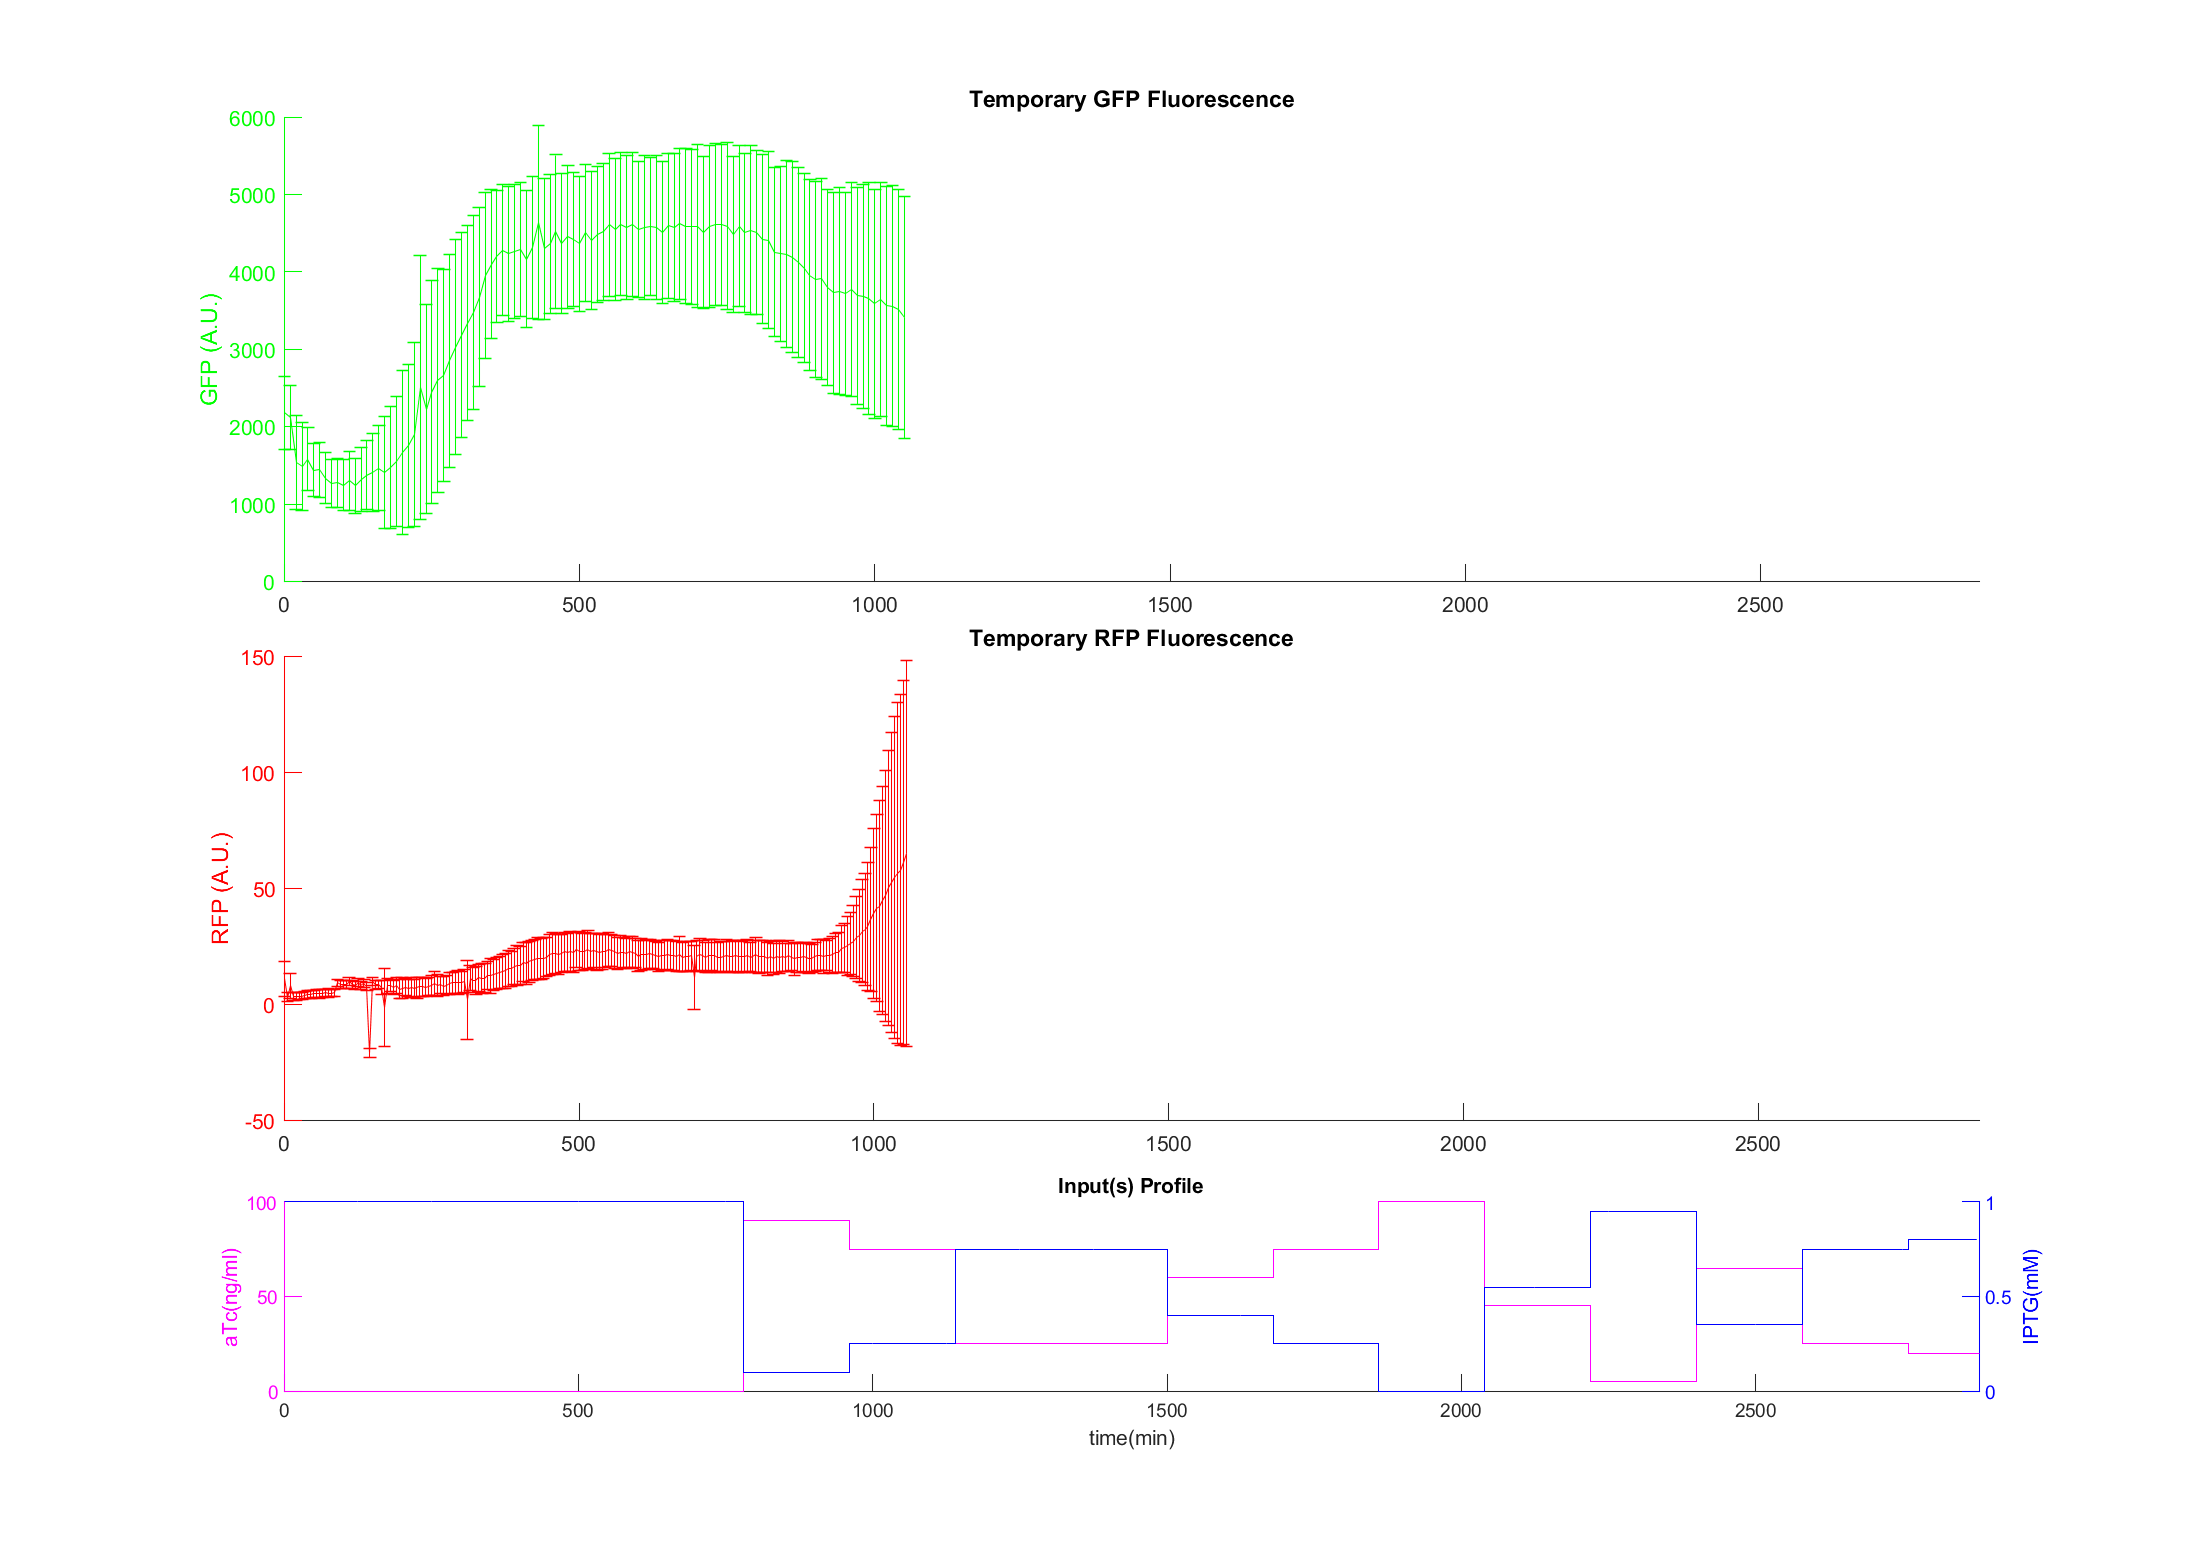 Temporary GFP Fluorescence
6000
5000
4000
3000
2000
1000
0
GFP (A.U.)
0 500 1000 1500 2000 2500
Temporary RFP Fluorescence
150
100
50
0
-50
RFP (A.U.)
0 500 1000 1500 2000 2500
Input(s) Profile
100
50
0
aTc(ng/ml)
1
0.5
0
IPTG(mM)
0 500 1000 1500 2000 2500
time(min)